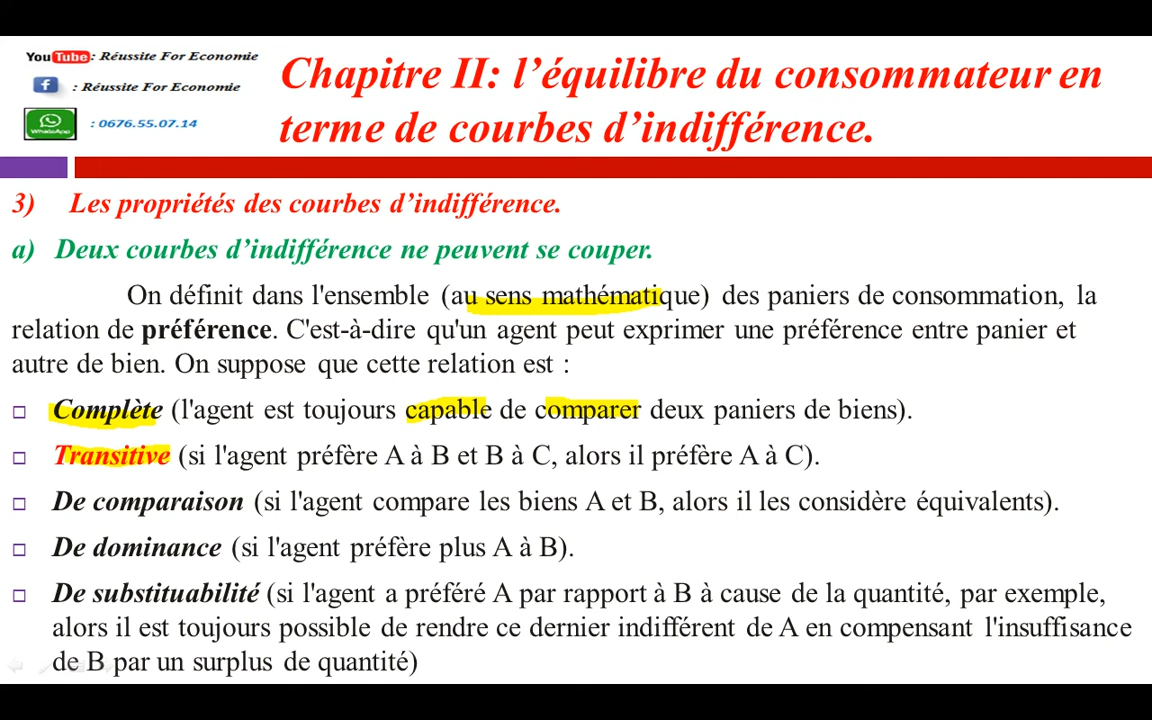 YouTube : Réussite For Economie
f : Réussite For Economie
WhatsApp : 0676.55.07.14
Chapitre II: l’équilibre du consommateur en
terme de courbes d’indifférence.
3) Les propriétés des courbes d’indifférence.
a) Deux courbes d’indifférence ne peuvent se couper.
On définit dans l'ensemble (au sens mathématique) des paniers de consommation, la
relation de préférence. C'est-à-dire qu'un agent peut exprimer une préférence entre panier et
autre de bien. On suppose que cette relation est :
Complète (l'agent est toujours capable de comparer deux paniers de biens).
Transitive (si l'agent préfère A à B et B à C, alors il préfère A à C).
De comparaison (si l'agent compare les biens A et B, alors il les considère équivalents).
De dominance (si l'agent préfère plus A à B).
De substituabilité (si l'agent a préféré A par rapport à B à cause de la quantité, par exemple,
alors il est toujours possible de rendre ce dernier indifférent de A en compensant l'insuffisance
de B par un surplus de quantité)